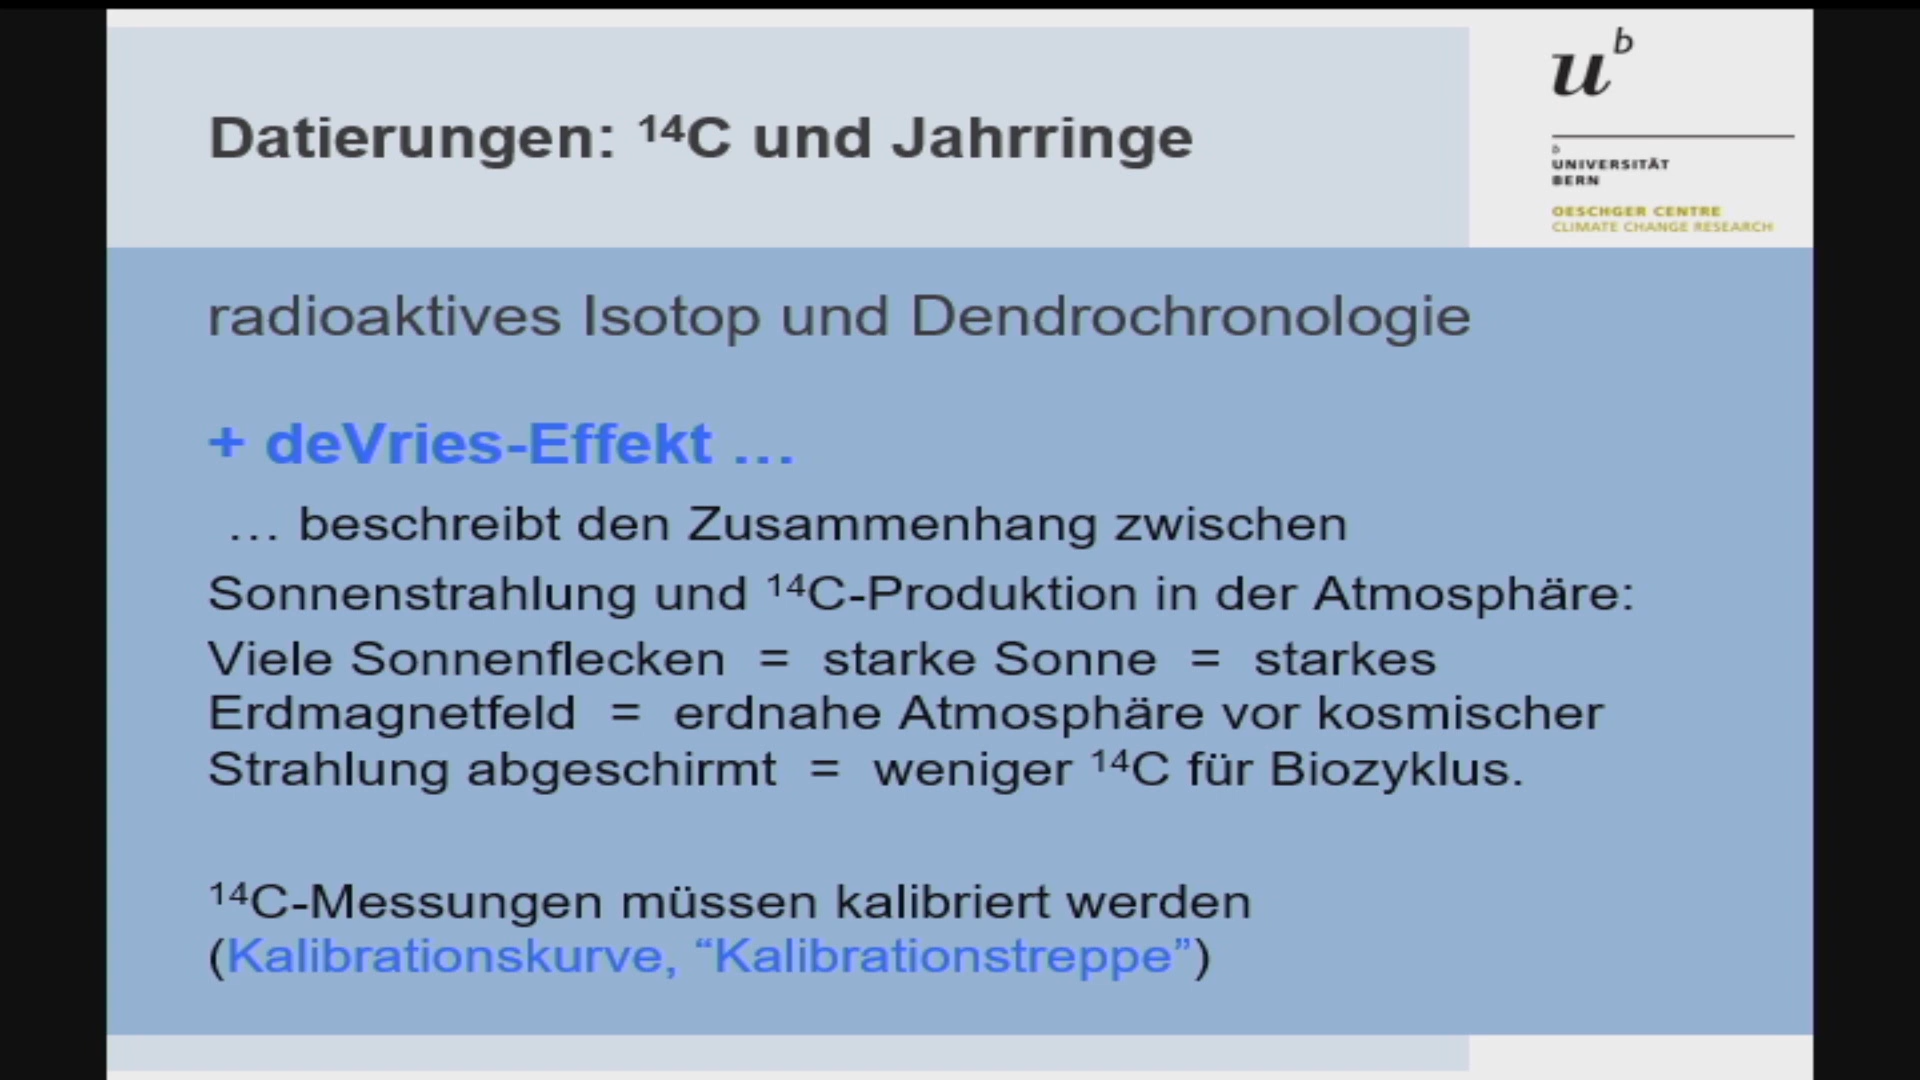 Datierungen: ¹⁴C und Jahrringe
u b
b
UNIVERSITÄT
BERN
OESCHGER CENTRE
CLIMATE CHANGE RESEARCH
radioaktives Isotop und Dendrochronologie
+ deVries-Effekt …
… beschreibt den Zusammenhang zwischen
Sonnenstrahlung und ¹⁴C-Produktion in der Atmosphäre:
Viele Sonnenflecken = starke Sonne = starkes
Erdmagnetfeld = erdnahe Atmosphäre vor kosmischer
Strahlung abgeschirmt = weniger ¹⁴C für Biozyklus.
¹⁴C-Messungen müssen kalibriert werden
(Kalibrationskurve, “Kalibrationstreppe”)